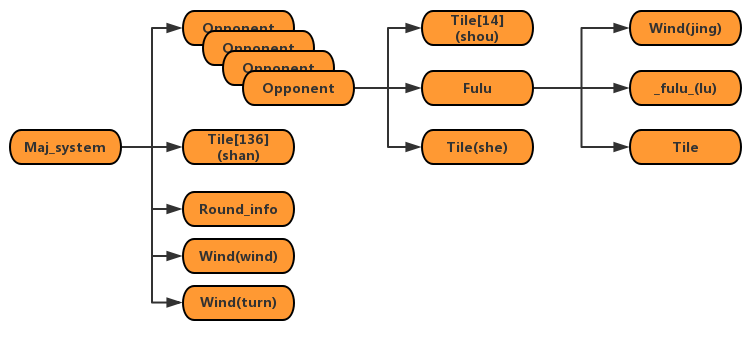 Opponent
Opponent
Opponent
Opponent
Tile[14]
(shou)
Wind(jing)
Fulu
_fulu_(lu)
Maj_system
Tile[136]
(shan)
Tile(she)
Tile
Round_info
Wind(wind)
Wind(turn)